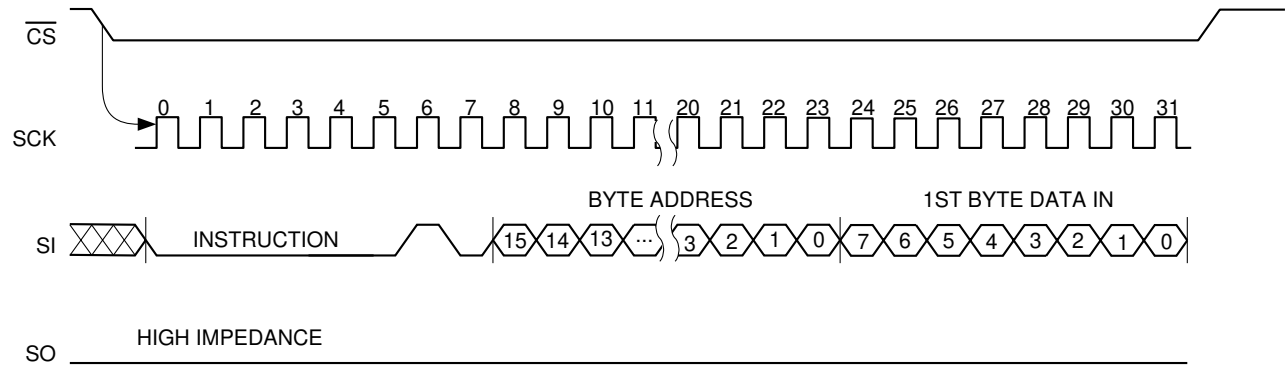 CS
0 1 2 3 4 5 6 7 8 9 10 11 20 21 22 23 24 25 26 27 28 29 30 31
SCK
BYTE ADDRESS 1ST BYTE DATA IN
SI INSTRUCTION 15 14 13 ... 3 2 1 0 7 6 5 4 3 2 1 0
HIGH IMPEDANCE
SO